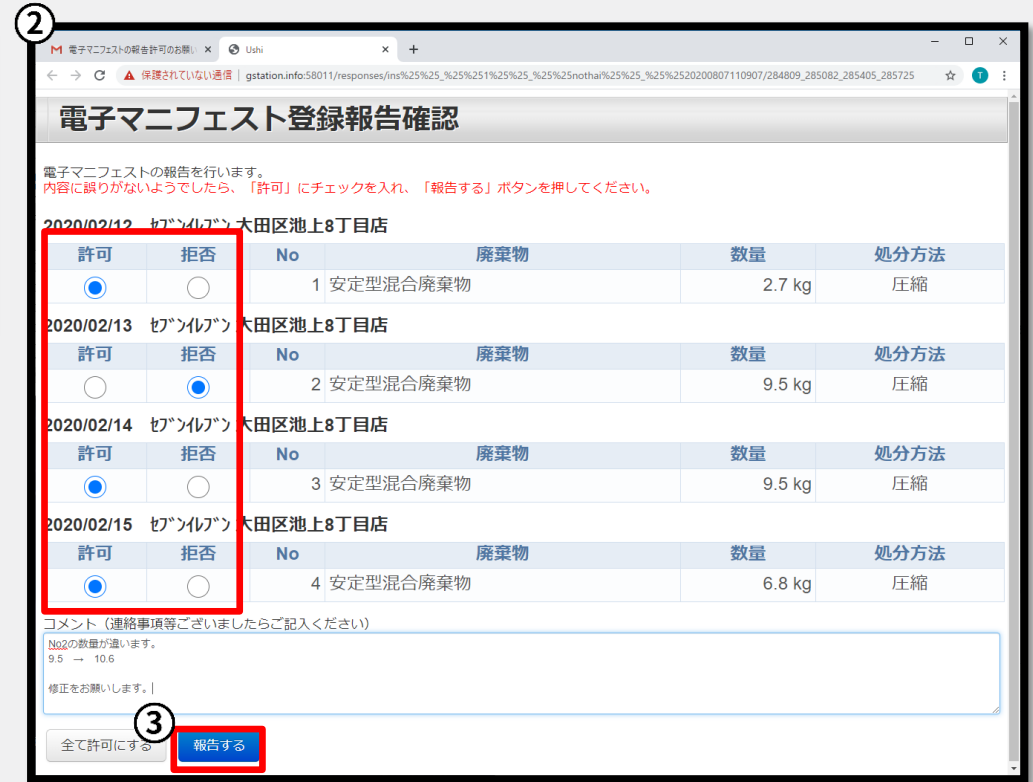 ②
電子マニフェストの報告許可のお願い
Ushi
保護されていない通信 | gstation.info:58011/responses/ins%25%25_%25%251%25%25_%25%25nothai%25%25_%25%2520200807110907/284809_285082_285405_285725
T
電子マニフェスト登録報告確認
電子マニフェストの報告を行います。
内容に誤りがないようでしたら、「許可」にチェックを入れ、「報告する」ボタンを押してください。
2020/02/12 ｾﾌﾞﾝｲﾚﾌﾞﾝ 大田区池上8丁目店
許可 拒否 No 廃棄物 数量 処分方法
1 安定型混合廃棄物 2.7 kg 圧縮
2020/02/13 ｾﾌﾞﾝｲﾚﾌﾞﾝ 大田区池上8丁目店
許可 拒否 No 廃棄物 数量 処分方法
2 安定型混合廃棄物 9.5 kg 圧縮
2020/02/14 ｾﾌﾞﾝｲﾚﾌﾞﾝ 大田区池上8丁目店
許可 拒否 No 廃棄物 数量 処分方法
3 安定型混合廃棄物 9.5 kg 圧縮
2020/02/15 ｾﾌﾞﾝｲﾚﾌﾞﾝ 大田区池上8丁目店
許可 拒否 No 廃棄物 数量 処分方法
4 安定型混合廃棄物 6.8 kg 圧縮
コメント（連絡事項等ございましたらご記入ください）
No2の数量が違います。
9.5 → 10.6
修正をお願いします。
③
全て許可にする 報告する